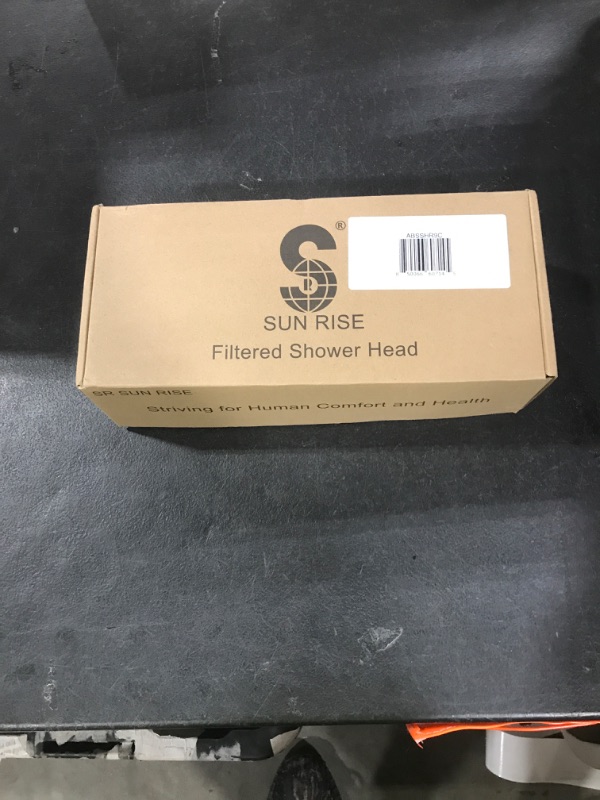 ®
S
R
SUN RISE
Filtered Shower Head
SR SUN RISE
Striving for Human Comfort and Health